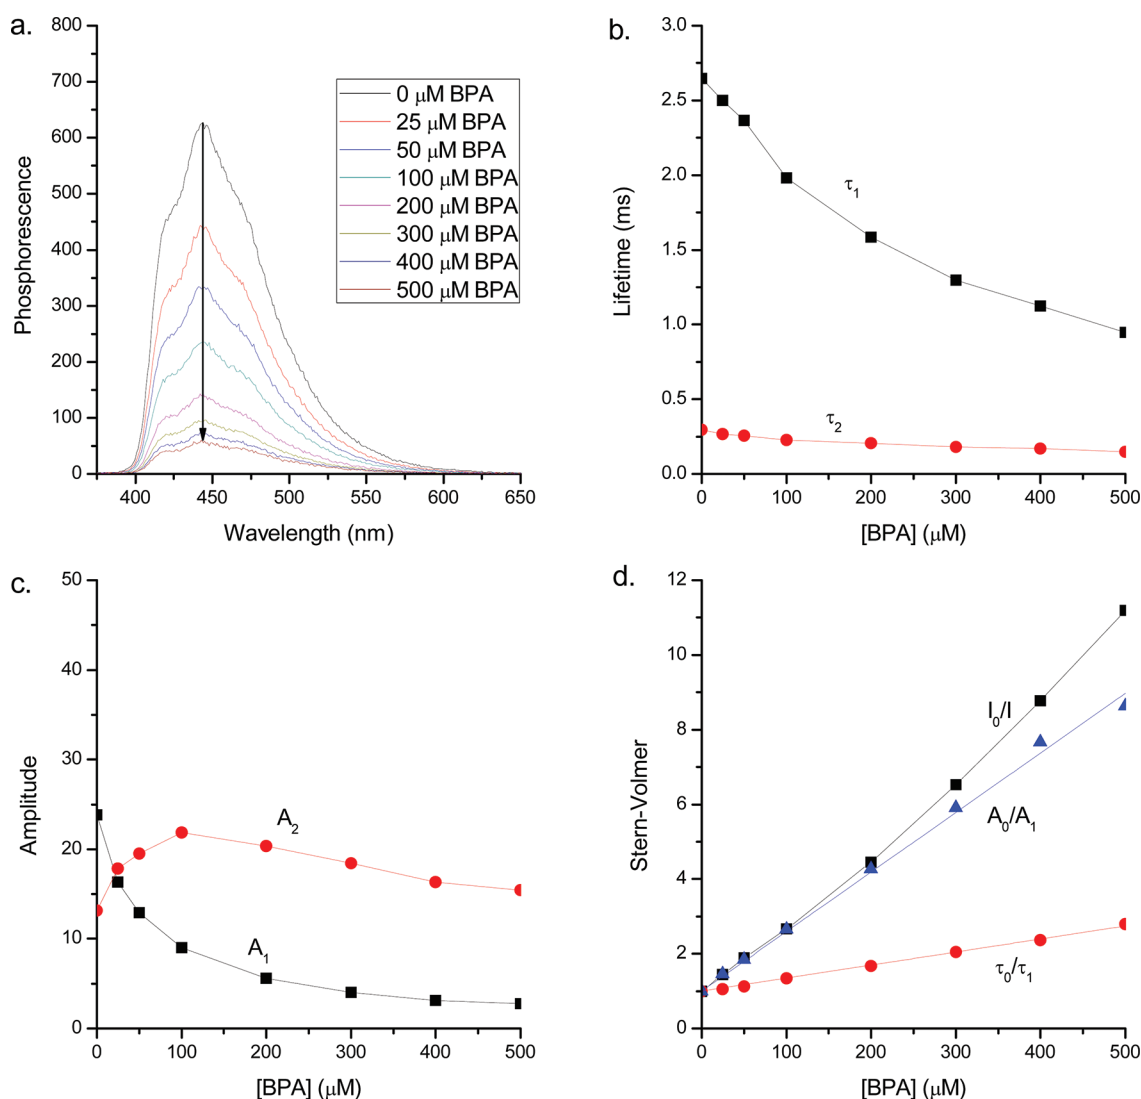 a.
800
700
600
500
400
300
200
100
0
400 450 500 550 600 650
Phosphorescence
Wavelength (nm)
0 μM BPA
25 μM BPA
50 μM BPA
100 μM BPA
200 μM BPA
300 μM BPA
400 μM BPA
500 μM BPA
b.
3.0
2.5
2.0
1.5
1.0
0.5
0.0
0 100 200 300 400 500
Lifetime (ms)
[BPA] (μM)
τ1
τ2
c.
50
40
30
20
10
0
0 100 200 300 400 500
Amplitude
[BPA] (μM)
A2
A1
d.
12
10
8
6
4
2
0
0 100 200 300 400 500
Stern-Volmer
[BPA] (μM)
I0/I
A0/A1
τ0/τ1